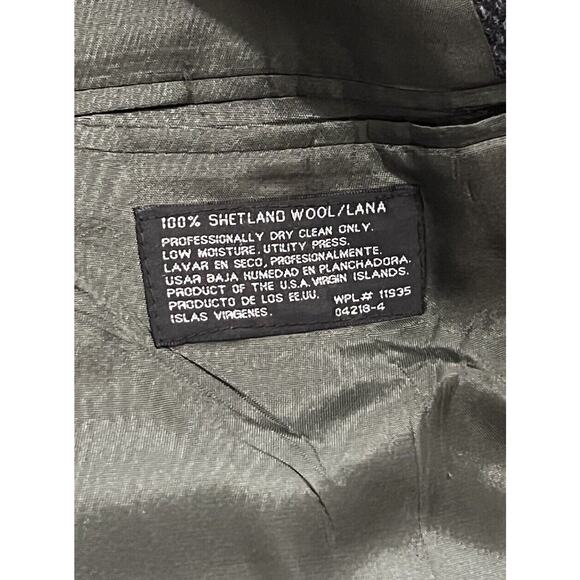 100% SHETLAND WOOL/LANA
PROFESSIONALLY DRY CLEAN ONLY.
LOW MOISTURE. UTILITY PRESS.
LAVAR EN SECO, PROFESIONALMENTE.
USAR BAJA HUMEDAD EN PLANCHADORA.
PRODUCT OF THE U.S.A. VIRGIN ISLANDS.
PRODUCTO DE LOS EE.UU. WPL# 11935
ISLAS VIRGENES. 04218-4